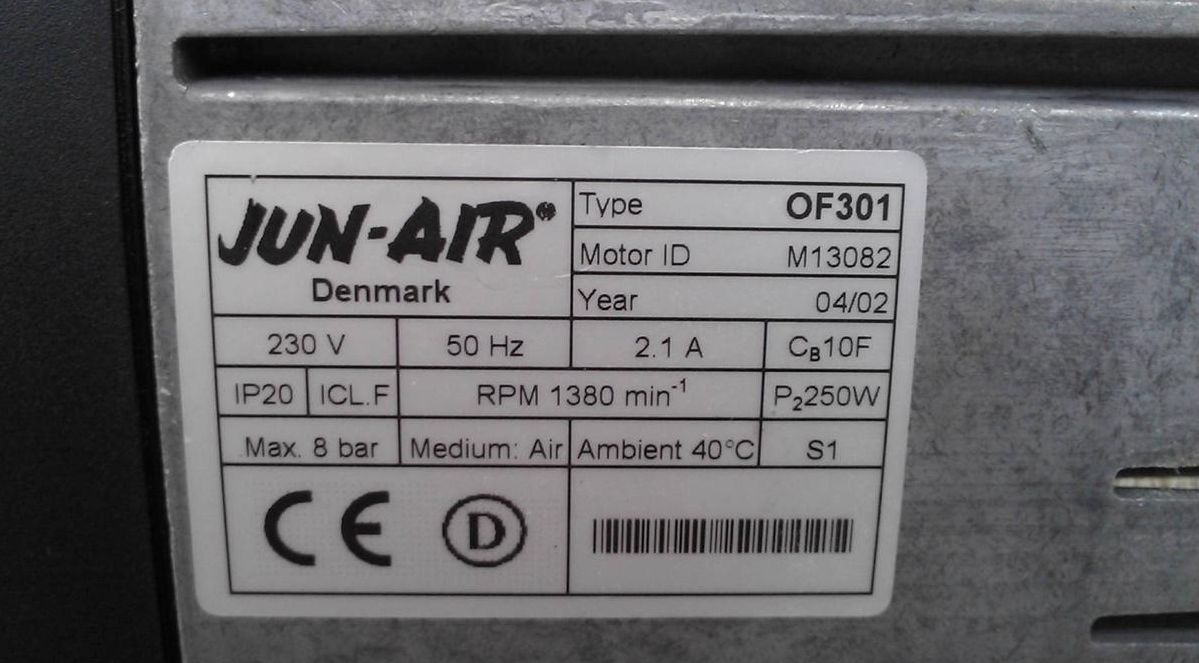 JUN-AIR®
Denmark
Type OF301
Motor ID M13082
Year 04/02
230 V 50 Hz 2.1 A CB10F
IP20 ICL.F RPM 1380 min⁻¹ P₂250W
Max. 8 bar Medium: Air Ambient 40°C S1
CE D